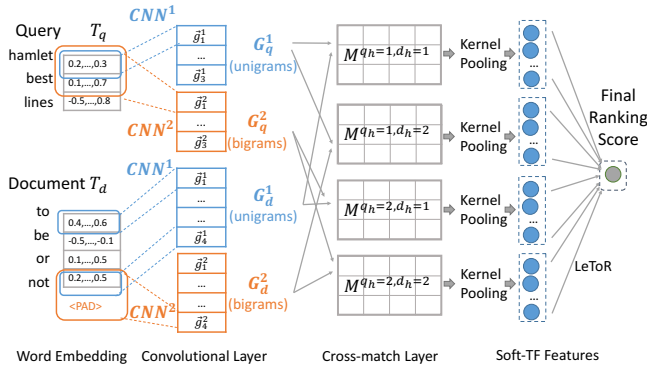 Query T_q
hamlet
0.2,...,0.3
best
0.1,...,0.7
lines
-0.5,...,0.8
CNN^1
g⃗_1^1
...
g⃗_3^1
G_q^1
(unigrams)
CNN^2
g⃗_1^2
...
g⃗_3^2
G_q^2
(bigrams)
Document T_d
to
0.4,...,0.6
be
-0.5,...,-0.1
or
0.1,...,0.5
not
0.2,...,0.5
<PAD>
CNN^1
g⃗_1^1
...
...
g⃗_4^1
G_d^1
(unigrams)
CNN^2
g⃗_1^2
...
...
g⃗_4^2
G_d^2
(bigrams)
M^{q_h=1,d_h=1}
Kernel
Pooling
...
M^{q_h=1,d_h=2}
Kernel
Pooling
...
M^{q_h=2,d_h=1}
Kernel
Pooling
...
M^{q_h=2,d_h=2}
Kernel
Pooling
...
Final
Ranking
Score
LeToR
Word Embedding
Convolutional Layer
Cross-match Layer
Soft-TF Features